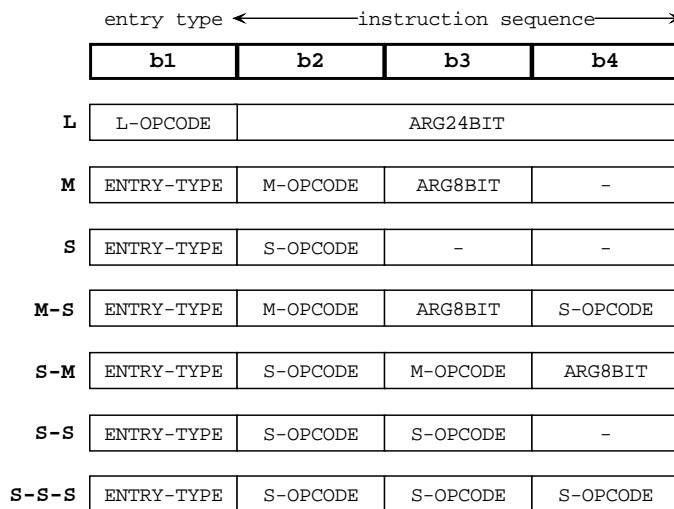 entry type instruction sequence
b1 b2 b3 b4
L L-OPCODE ARG24BIT
M ENTRY-TYPE M-OPCODE ARG8BIT -
S ENTRY-TYPE S-OPCODE - -
M-S ENTRY-TYPE M-OPCODE ARG8BIT S-OPCODE
S-M ENTRY-TYPE S-OPCODE M-OPCODE ARG8BIT
S-S ENTRY-TYPE S-OPCODE S-OPCODE -
S-S-S ENTRY-TYPE S-OPCODE S-OPCODE S-OPCODE